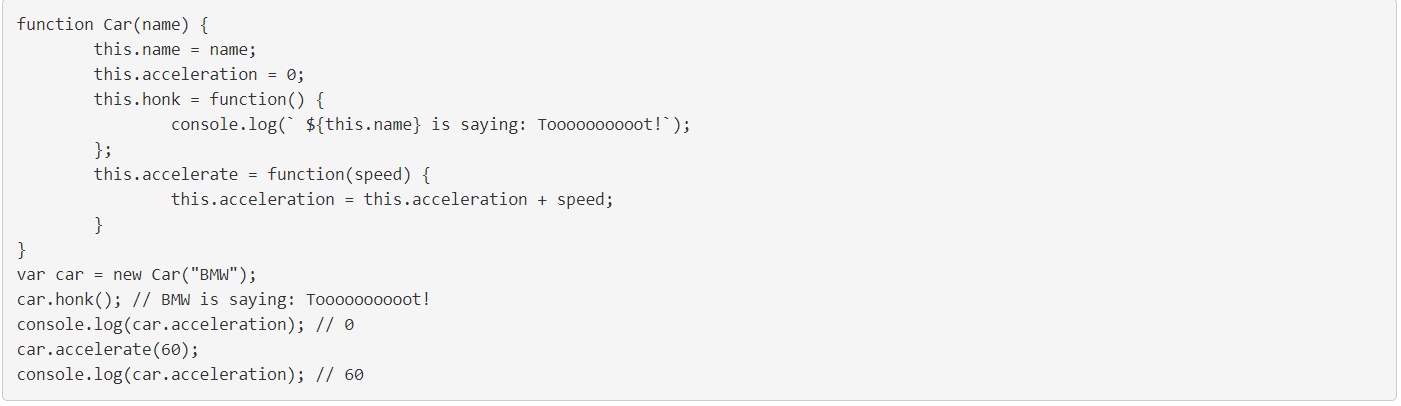 function Car(name) {
        this.name = name;
        this.acceleration = 0;
        this.honk = function() {
                console.log(` ${this.name} is saying: Toooooooooot!`);
        };
        this.accelerate = function(speed) {
                this.acceleration = this.acceleration + speed;
        }
}
var car = new Car("BMW");
car.honk(); // BMW is saying: Toooooooooot!
console.log(car.acceleration); // 0
car.accelerate(60);
console.log(car.acceleration); // 60